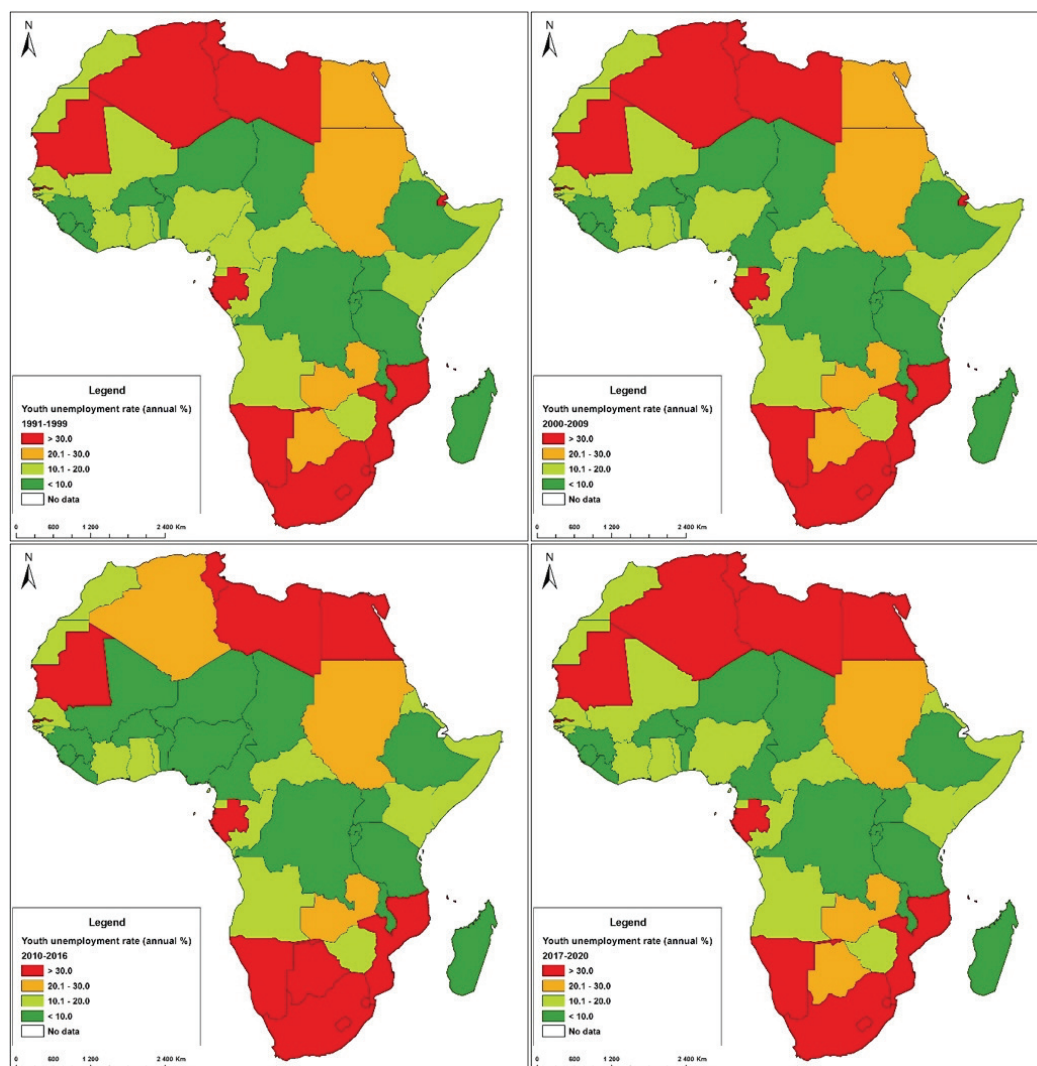 N
Legend
Youth unemployment rate (annual %)
1991-1999
> 30.0
20.1 - 30.0
10.1 - 20.0
< 10.0
No data
0 600 1 200 2 400 Km
N
Legend
Youth unemployment rate (annual %)
2000-2009
> 30.0
20.1 - 30.0
10.1 - 20.0
< 10.0
No data
0 600 1 200 2 400 Km
N
Legend
Youth unemployment rate (annual %)
2010-2016
> 30.0
20.1 - 30.0
10.1 - 20.0
< 10.0
No data
0 600 1 200 2 400 Km
N
Legend
Youth unemployment rate (annual %)
2017-2020
> 30.0
20.1 - 30.0
10.1 - 20.0
< 10.0
No data
0 600 1 200 2 400 Km